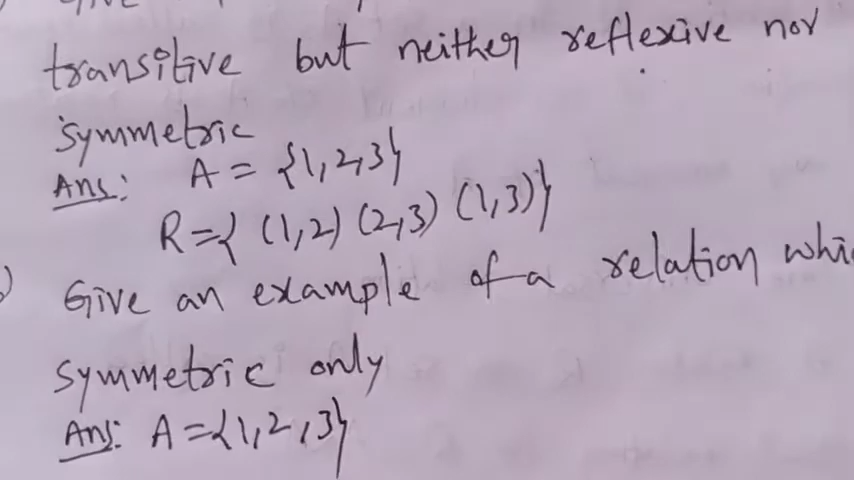 transitive but neither reflexive nor
symmetric
Ans: A = {1,2,3}
R={ (1,2) (2,3) (1,3)}
Give an example of a relation whi
symmetric only
Ans: A={1,2,3}